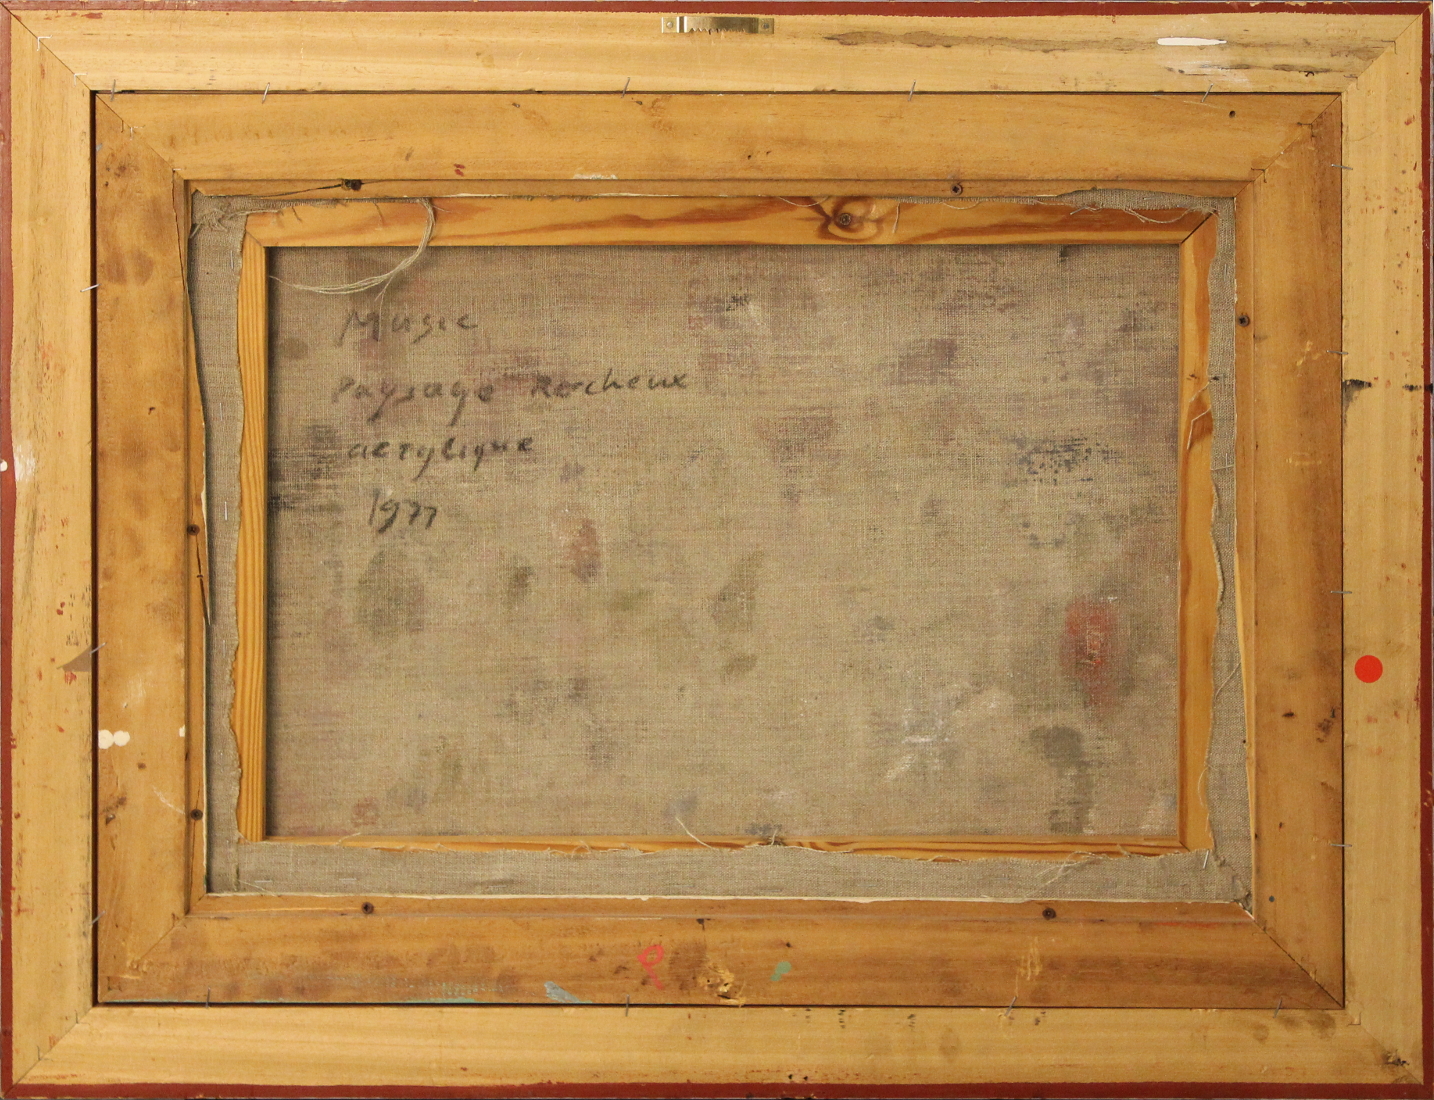 Music
Paysage Rocheux
acrylique
1977
P